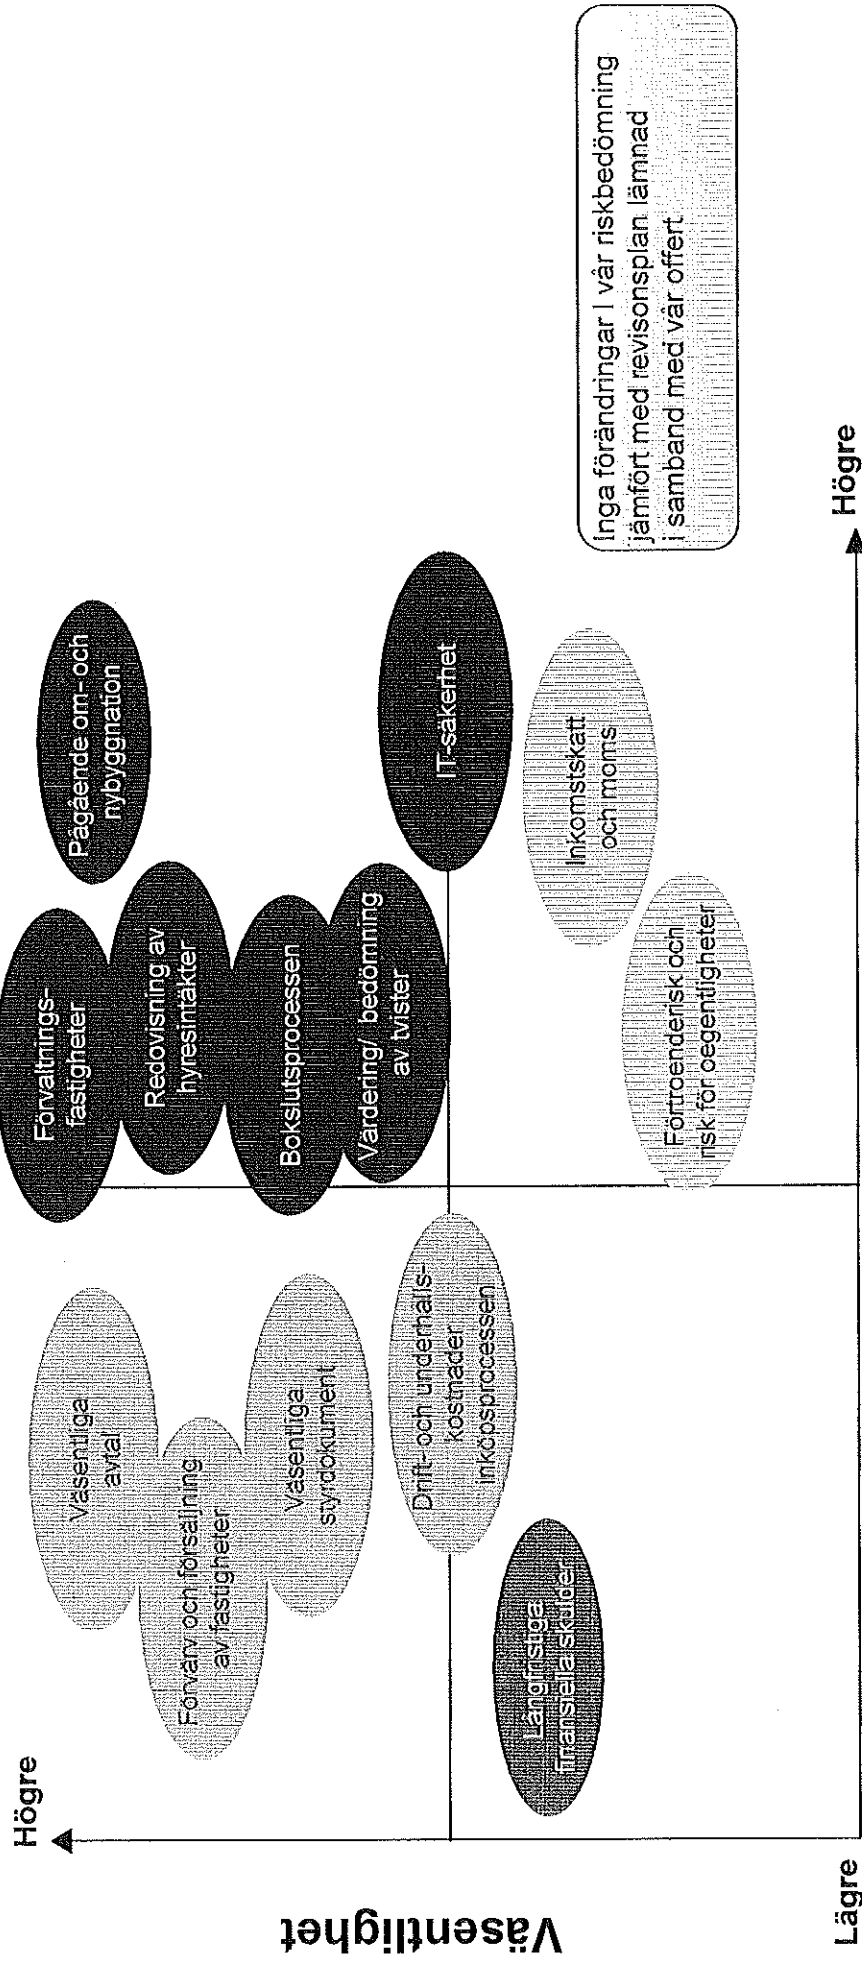 Högre
Väsentlighet
Lägre
Högre
Väsentliga
avtal
Förvärv och försäljning
av fastigheter
Väsentliga
styrdokument
Drift- och underhålls-
kostnader
inköpsprocessen
Långfristiga
finansiella skulder
Förvaltnings-
fastigheter
Redovisning av
hyresintäkter
Bokslutsprocessen
Värdering/ bedömning
av tvister
Pågående om- och
nybyggnation
IT-säkerhet
Inkomstskatt
och moms
Förtroenderisk och
risk för oegentligheter
Inga förändringar I vår riskbedömning
jämfört med revisonsplan lämnad
i samband med vår offert